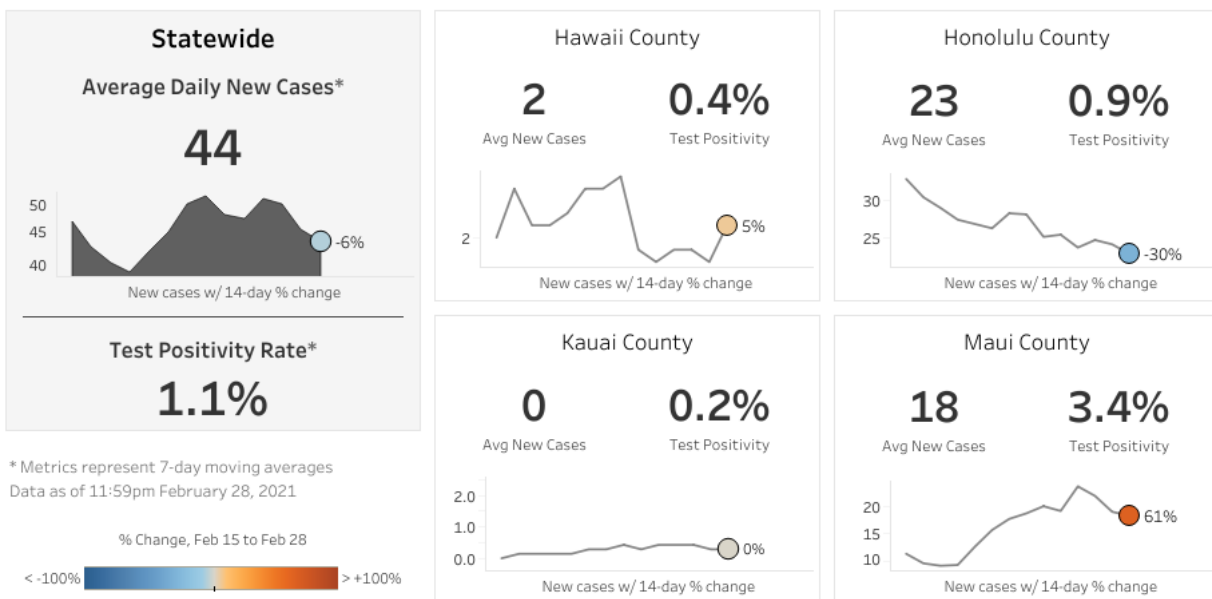 Statewide
Average Daily New Cases*
44
50
45
40
-6%
New cases w/ 14-day % change
Test Positivity Rate*
1.1%
* Metrics represent 7-day moving averages
Data as of 11:59pm February 28, 2021
% Change, Feb 15 to Feb 28
< -100%
> +100%
Hawaii County
2
0.4%
Avg New Cases
Test Positivity
2
5%
New cases w/ 14-day % change
Honolulu County
23
0.9%
Avg New Cases
Test Positivity
30
25
-30%
New cases w/ 14-day % change
Kauai County
0
0.2%
Avg New Cases
Test Positivity
2.0
1.0
0.0
0%
New cases w/ 14-day % change
Maui County
18
3.4%
Avg New Cases
Test Positivity
20
15
10
61%
New cases w/ 14-day % change